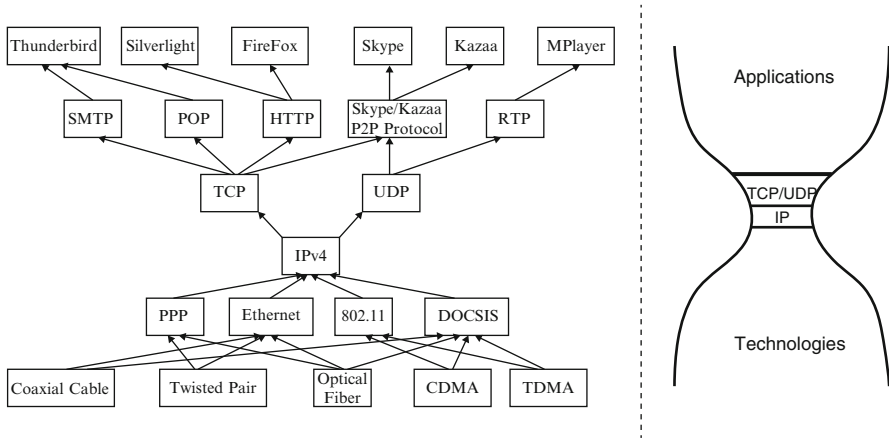 Thunderbird
Silverlight
FireFox
Skype
Kazaa
MPlayer
SMTP
POP
HTTP
Skype/Kazaa
P2P Protocol
RTP
TCP
UDP
IPv4
PPP
Ethernet
802.11
DOCSIS
Coaxial Cable
Twisted Pair
Optical
Fiber
CDMA
TDMA
Applications
TCP/UDP
IP
Technologies